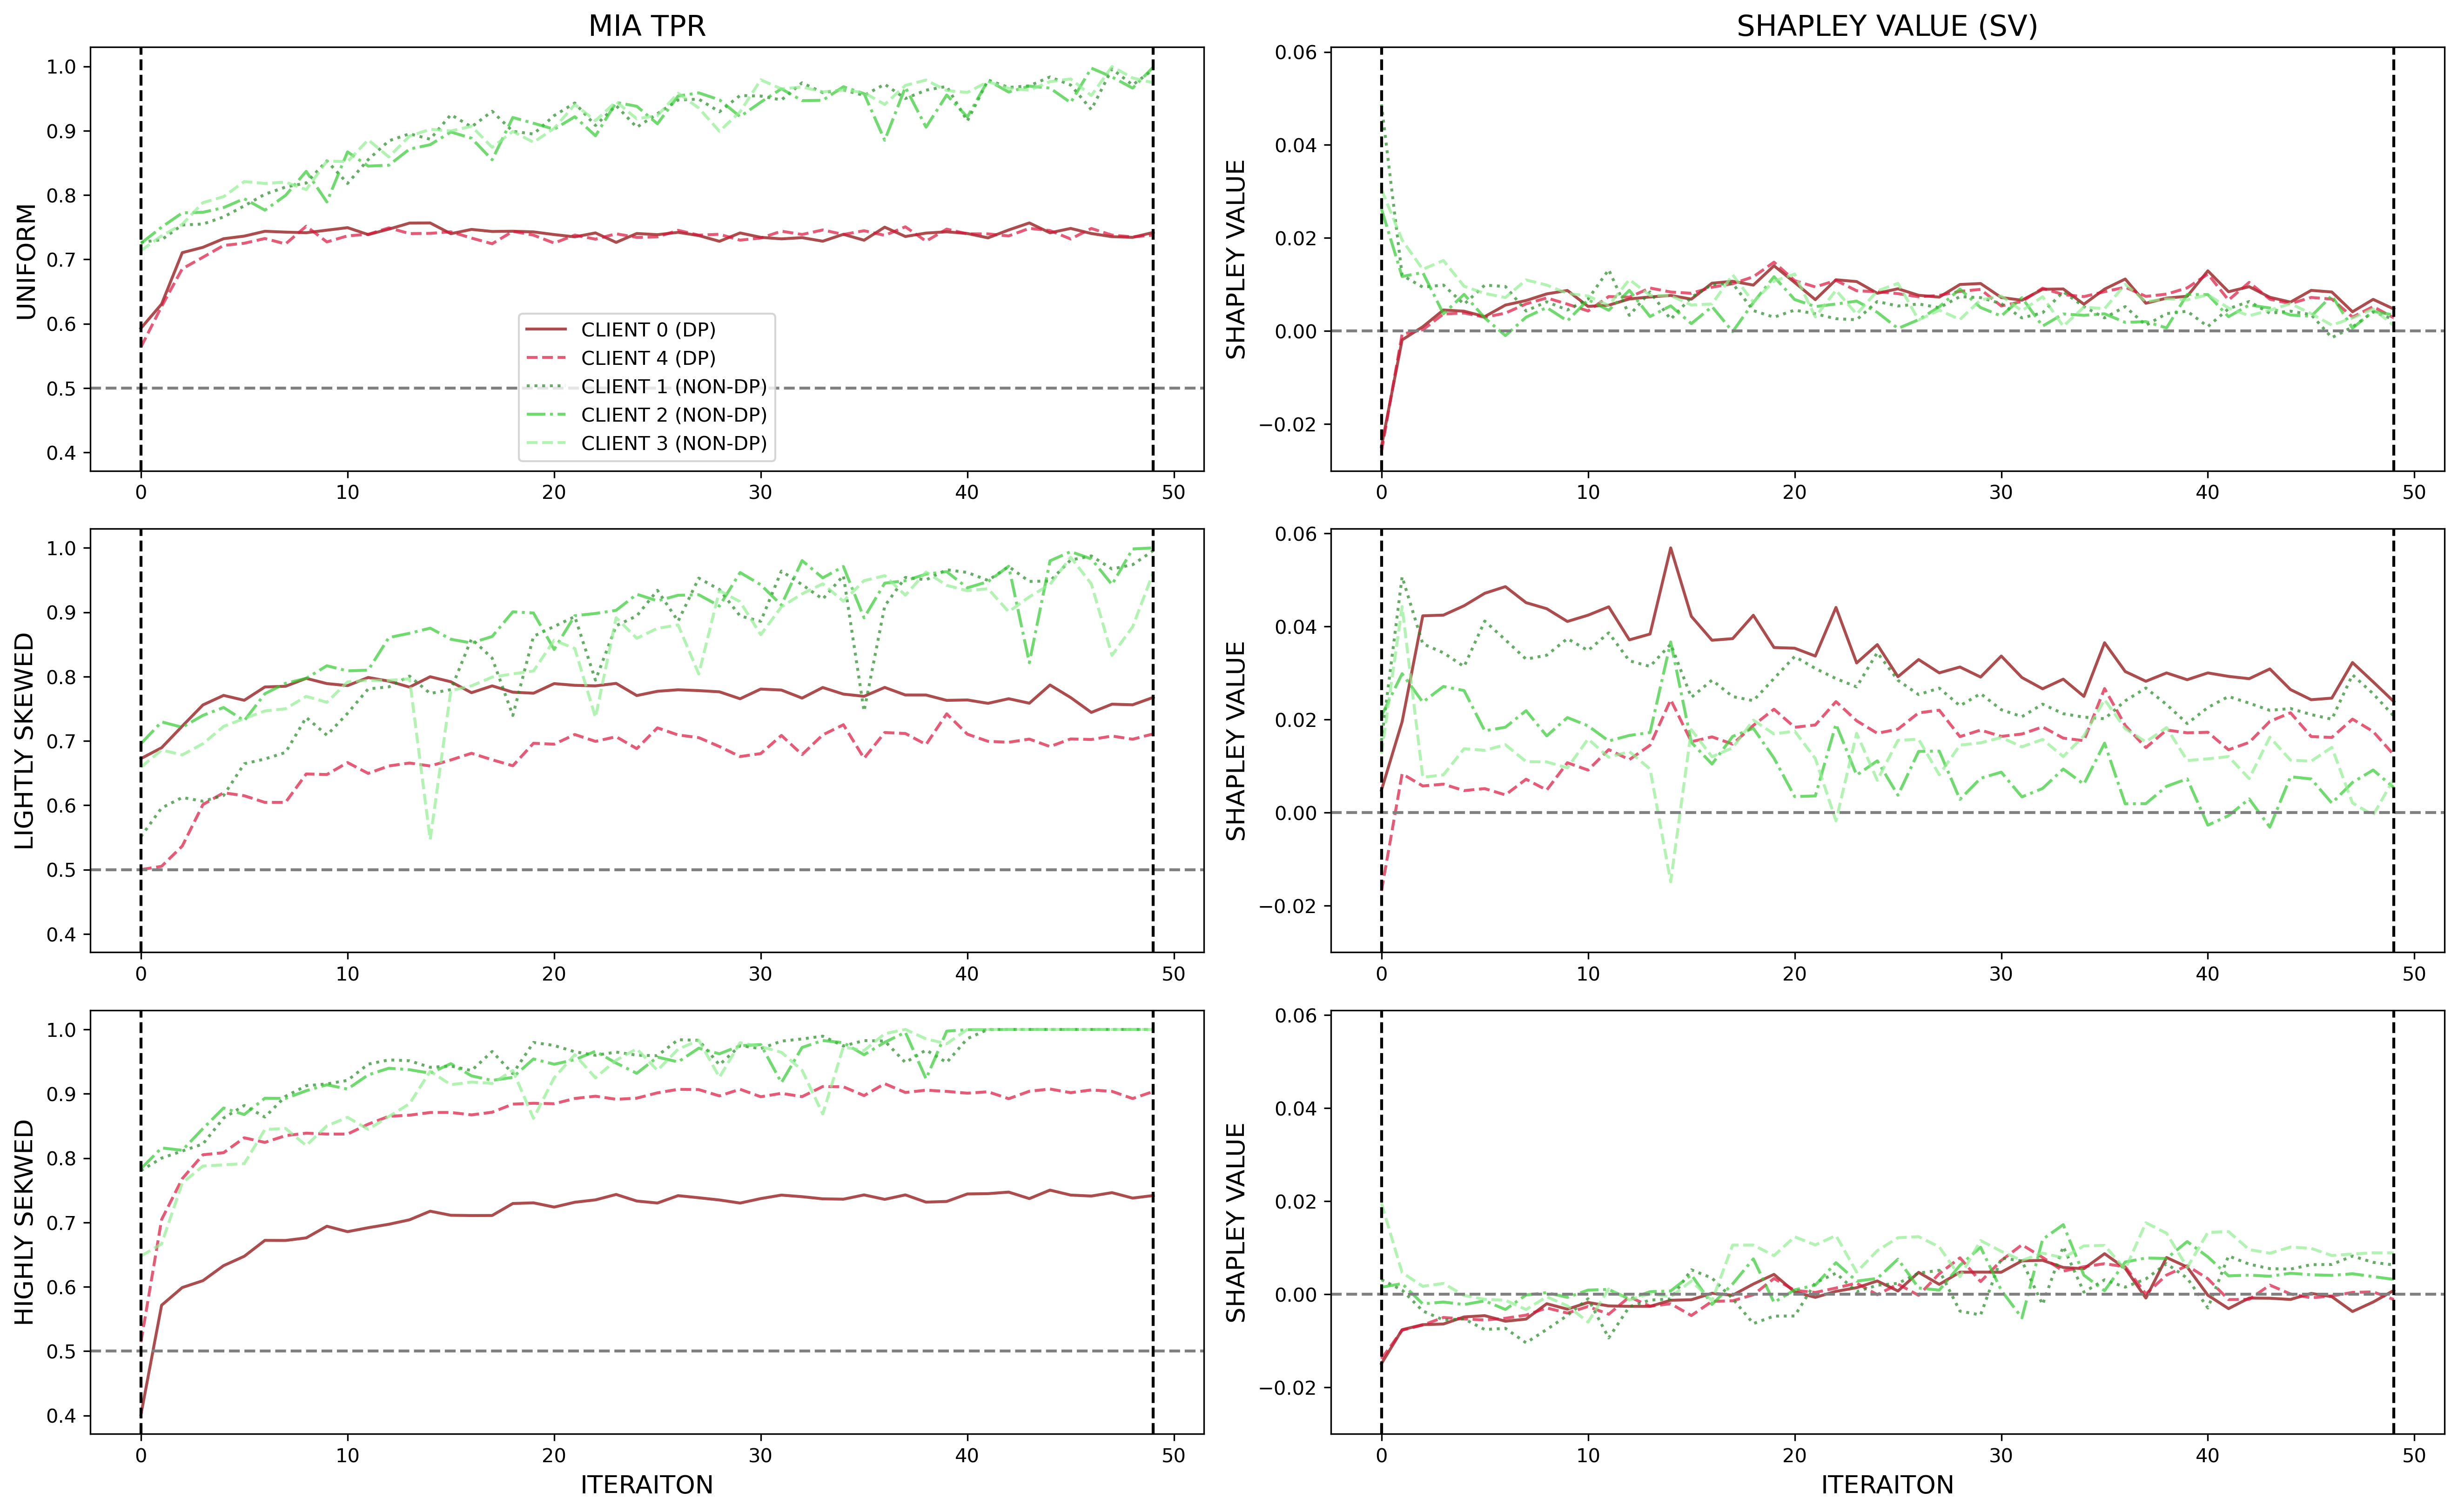 MIA TPR
SHAPLEY VALUE (SV)
UNIFORM
1.0
0.9
0.8
0.7
0.6
0.5
0.4
CLIENT 0 (DP)
CLIENT 4 (DP)
CLIENT 1 (NON-DP)
CLIENT 2 (NON-DP)
CLIENT 3 (NON-DP)
0 10 20 30 40 50
SHAPLEY VALUE
0.06
0.04
0.02
0.00
−0.02
0 10 20 30 40 50
LIGHTLY SKEWED
1.0
0.9
0.8
0.7
0.6
0.5
0.4
0 10 20 30 40 50
SHAPLEY VALUE
0.06
0.04
0.02
0.00
−0.02
0 10 20 30 40 50
HIGHLY SEKWED
1.0
0.9
0.8
0.7
0.6
0.5
0.4
0 10 20 30 40 50
ITERAITON
SHAPLEY VALUE
0.06
0.04
0.02
0.00
−0.02
0 10 20 30 40 50
ITERAITON